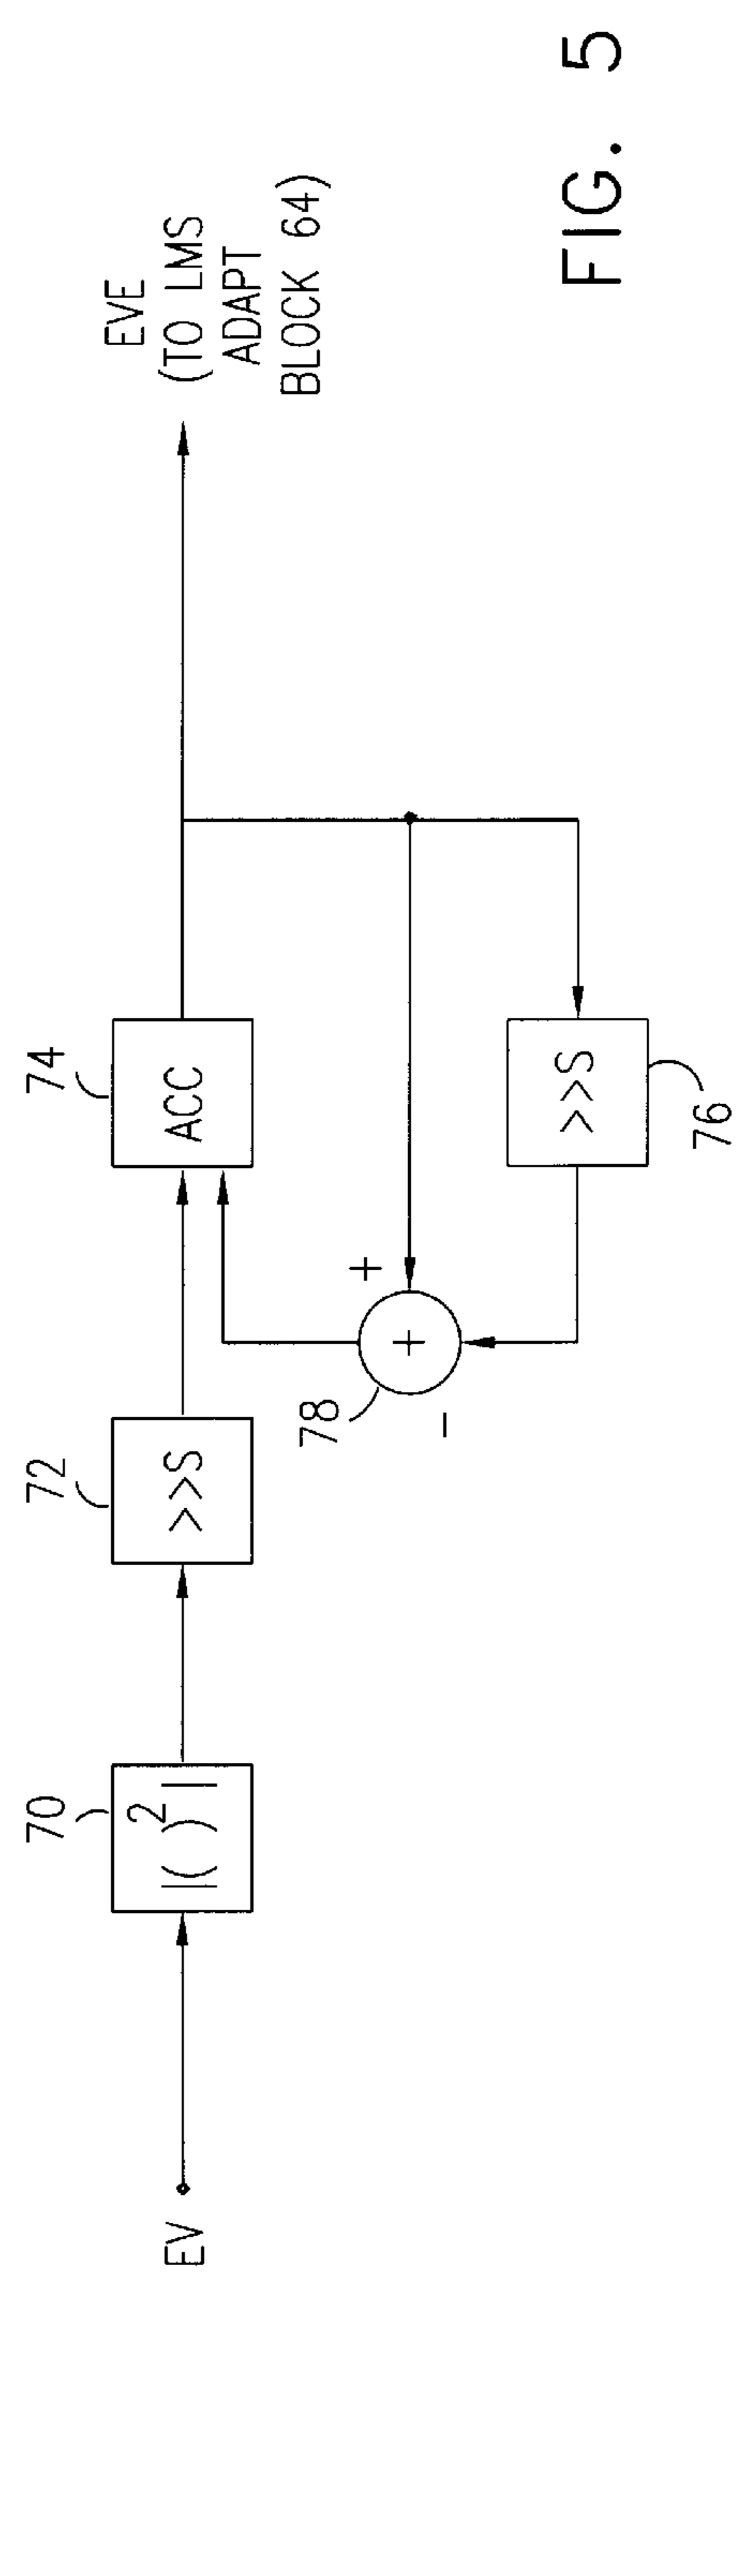 EV
70
|( )²|
72
>>S
74
ACC
EVE
(TO LMS
ADAPT
BLOCK 64)
78
+
+
−
>>S
76
FIG. 5